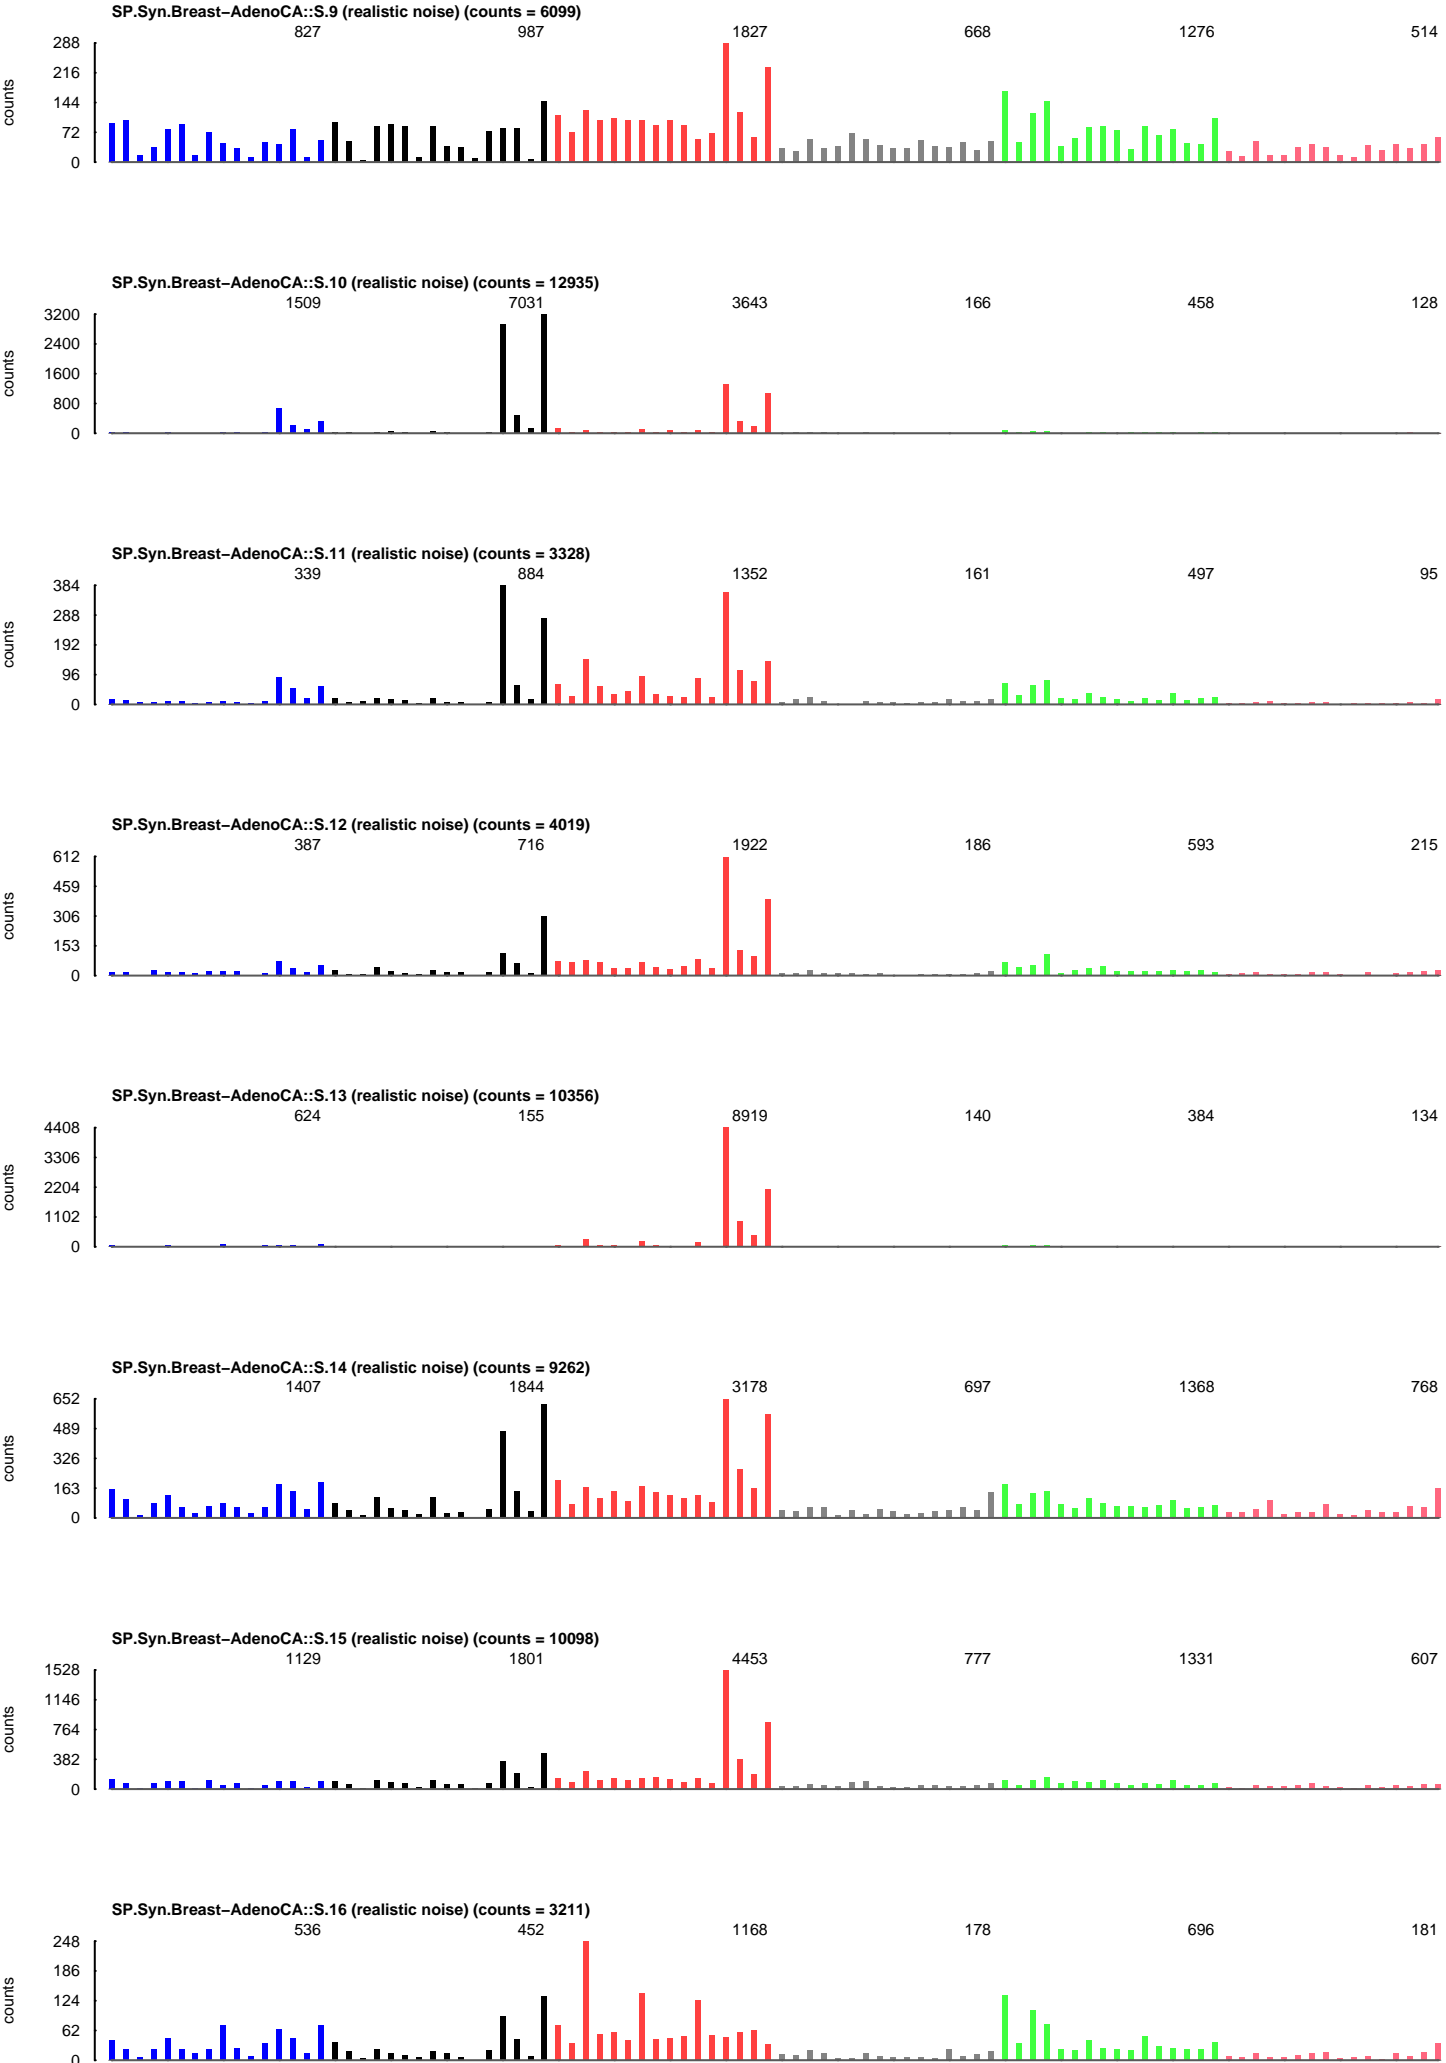 SP.Syn.Breast−AdenoCA::S.9 (realistic noise) (counts = 6099)
827 987 1827 668 1276 514
288
216
144
72
0
counts
SP.Syn.Breast−AdenoCA::S.10 (realistic noise) (counts = 12935)
1509 7031 3643 166 458 128
3200
2400
1600
800
0
counts
SP.Syn.Breast−AdenoCA::S.11 (realistic noise) (counts = 3328)
339 884 1352 161 497 95
384
288
192
96
0
counts
SP.Syn.Breast−AdenoCA::S.12 (realistic noise) (counts = 4019)
387 716 1922 186 593 215
612
459
306
153
0
counts
SP.Syn.Breast−AdenoCA::S.13 (realistic noise) (counts = 10356)
624 155 8919 140 384 134
4408
3306
2204
1102
0
counts
SP.Syn.Breast−AdenoCA::S.14 (realistic noise) (counts = 9262)
1407 1844 3178 697 1368 768
652
489
326
163
0
counts
SP.Syn.Breast−AdenoCA::S.15 (realistic noise) (counts = 10098)
1129 1801 4453 777 1331 607
1528
1146
764
382
0
counts
SP.Syn.Breast−AdenoCA::S.16 (realistic noise) (counts = 3211)
536 452 1168 178 696 181
248
186
124
62
0
counts